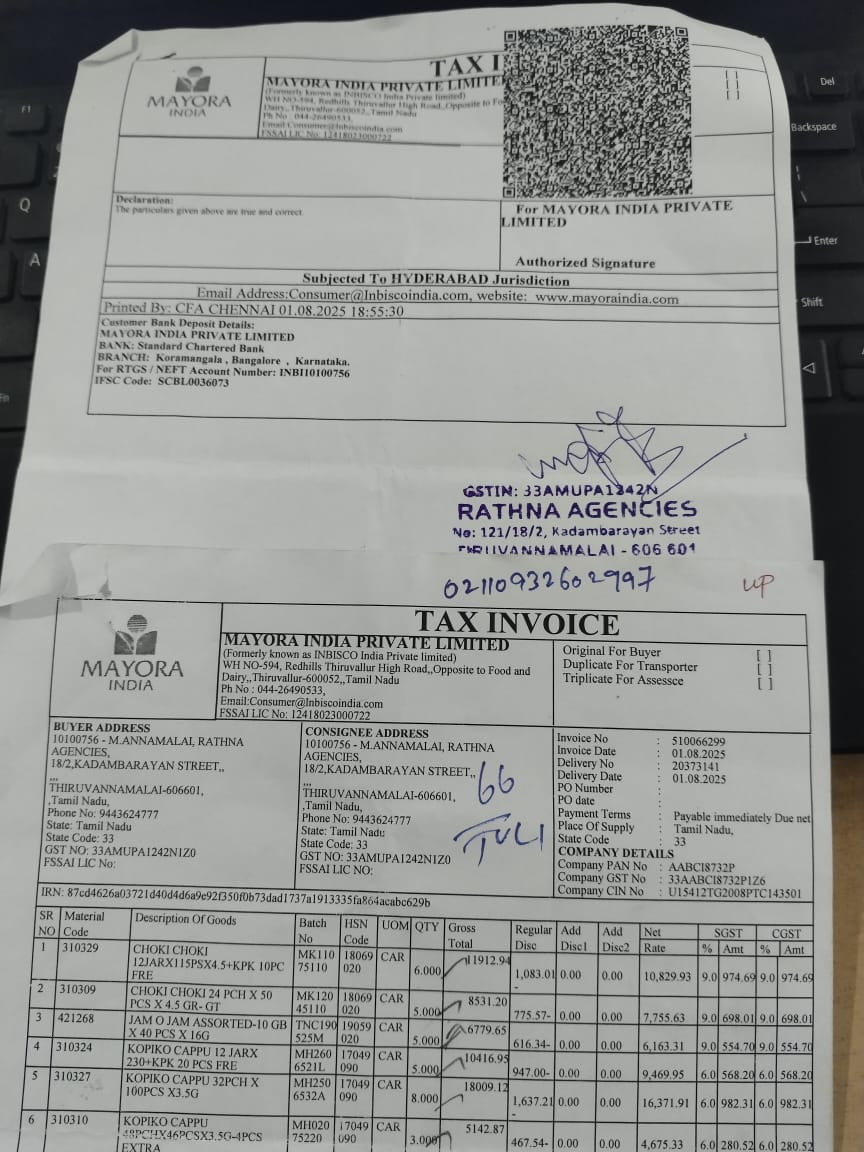 MAYORA
INDIA
TAX I
MAYORA INDIA PRIVATE LIMITE
(Formerly known as INBISCO India Private limited)
WH NO-594, Redhills Thiruvallur High Road,,Opposite to Fo
Dairy,,Thiruvallur-600052,,Tamil Nadu
Ph No : 044-26490533,
Email:Consumer@Inbiscoindia.com
FSSAI LIC No: 12418023000722
[ ]
[ ]
[ ]
Declaration:
The particulars given above are true and correct.
For MAYORA INDIA PRIVATE
LIMITED
Authorized Signature
Subjected To HYDERABAD Jurisdiction
Email Address:Consumer@Inbiscoindia.com, website: www.mayoraindia.com
Printed By: CFA CHENNAI 01.08.2025 18:55:30
Customer Bank Deposit Details:
MAYORA INDIA PRIVATE LIMITED
BANK: Standard Chartered Bank
BRANCH: Koramangala , Bangalore , Karnataka.
For RTGS / NEFT Account Number: INBI10100756
IFSC Code: SCBL0036073
GSTIN: 33AMUPA1242N
RATHNA AGENCIES
No: 121/18/2, Kadambarayan Street
TIRUVANNAMALAI - 606 601
02110932602997
UP
MAYORA
INDIA
TAX INVOICE
MAYORA INDIA PRIVATE LIMITED
(Formerly known as INBISCO India Private limited)
WH NO-594, Redhills Thiruvallur High Road,,Opposite to Food and
Dairy,,Thiruvallur-600052,,Tamil Nadu
Ph No : 044-26490533,
Email:Consumer@Inbiscoindia.com
FSSAI LIC No: 12418023000722
Original For Buyer [ ]
Duplicate For Transporter [ ]
Triplicate For Assessee [ ]
BUYER ADDRESS
10100756 - M.ANNAMALAI, RATHNA
AGENCIES,
18/2,KADAMBARAYAN STREET,,
,,,
THIRUVANNAMALAI-606601,
,Tamil Nadu,
Phone No: 9443624777
State: Tamil Nadu
State Code: 33
GST NO: 33AMUPA1242N1Z0
FSSAI LIC No:
CONSIGNEE ADDRESS
10100756 - M.ANNAMALAI, RATHNA
AGENCIES,
18/2,KADAMBARAYAN STREET,,
,,,
THIRUVANNAMALAI-606601,
,Tamil Nadu,
Phone No: 9443624777
State: Tamil Nadu
State Code: 33
GST NO: 33AMUPA1242N1Z0
FSSAI LIC NO:
66
Invoice No : 510066299
Invoice Date : 01.08.2025
Delivery No : 20373141
Delivery Date : 01.08.2025
PO Number :
PO date :
Payment Terms : Payable immediately Due net
Place Of Supply : Tamil Nadu,
State Code : 33
COMPANY DETAILS
Company PAN No : AABCI8732P
Company GST No : 33AABCI8732P1Z6
Company CIN No : U15412TG2008PTC143501
IRN: 87cd4626a03721d40d4d6a9e92f350f0b73dad1737a1913335fa864acabc629b
SR NO Material Code Description Of Goods Batch No HSN Code UOM QTY Gross Total Regular Disc Add Disc1 Add Disc2 Net Rate SGST % Amt CGST % Amt
1 310329 CHOKI CHOKI 12JARX115PSX4.5+KPK 10PC FRE MK110 75110 18069 020 CAR 6.000 11912.94 1,083.01- 0.00 0.00 10,829.93 9.0 974.69 9.0 974.69
2 310309 CHOKI CHOKI 24 PCH X 50 PCS X 4.5 GR- GT MK120 45110 18069 020 CAR 5.000 8531.20 775.57- 0.00 0.00 7,755.63 9.0 698.01 9.0 698.01
3 421268 JAM O JAM ASSORTED-10 GB X 40 PCS X 16G TNC190 525M 19059 020 CAR 5.000 6779.65 616.34- 0.00 0.00 6,163.31 9.0 554.70 9.0 554.70
4 310324 KOPIKO CAPPU 12 JARX 230+KPK 20 PCS FRE MH260 6521L 17049 090 CAR 5.000 10416.95 947.00- 0.00 0.00 9,469.95 6.0 568.20 6.0 568.20
5 310327 KOPIKO CAPPU 32PCH X 100PCS X3.5G MH250 6532A 17049 090 CAR 8.000 18009.12 1,637.21- 0.00 0.00 16,371.91 6.0 982.31 6.0 982.31
6 310310 KOPIKO CAPPU 48PCHX46PCSX3.5G-4PCS EXTRA MH020 75220 17049 090 CAR 3.000 5142.87 467.54- 0.00 0.00 4,675.33 6.0 280.52 6.0 280.52
F1
Q
A
Fn
Del
Backspace
Enter
Shift